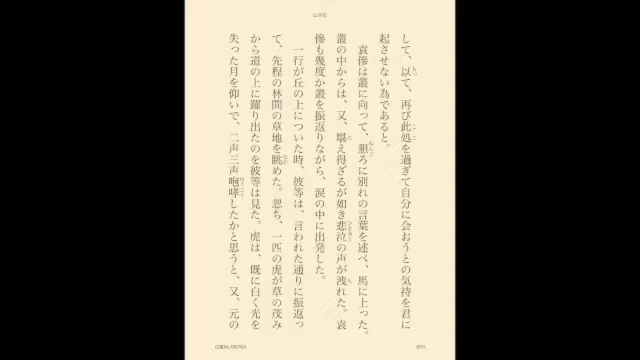 山月記
して、以て、再び此処を過ぎて自分に会おうとの気持を君に
起させない為であると。
袁傪は叢に向って、懇ろに別れの言葉を述べ、馬に上った。
叢の中からは、又、堪え得ざるが如き悲泣の声が洩れた。袁
傪も幾度か叢を振返りながら、涙の中に出発した。
一行が丘の上についた時、彼等は、言われた通りに振返っ
て、先程の林間の草地を眺めた。忽ち、一匹の虎が草の茂み
から道の上に躍り出たのを彼等は見た。虎は、既に白く光を
失った月を仰いで、二声三声咆哮したかと思うと、又、元の